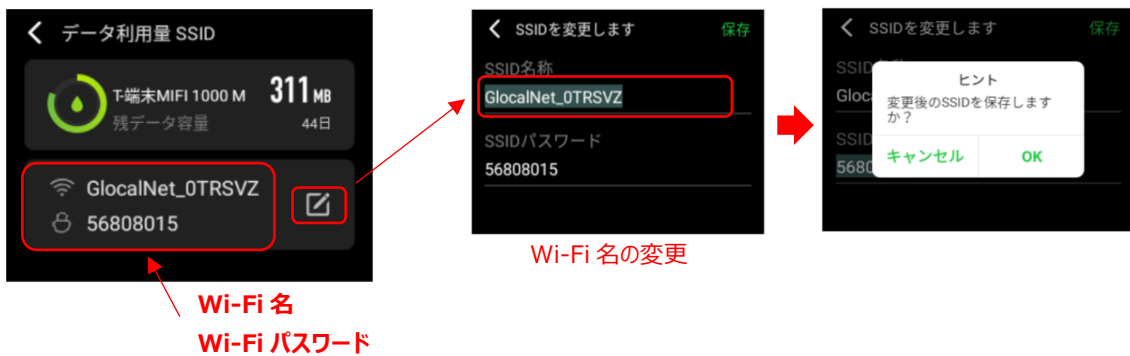 データ利用量 SSID
T-端末MIFI 1000 M 311 MB
残データ容量 44日
GlocalNet_0TRSVZ
56808015
Wi-Fi 名
Wi-Fi パスワード
SSIDを変更します 保存
SSID名称
GlocalNet_0TRSVZ
SSIDパスワード
56808015
Wi-Fi 名の変更
SSIDを変更します 保存
SSID
Gloc
ヒント
変更後のSSIDを保存します
か？
SSID
キャンセル OK
5680